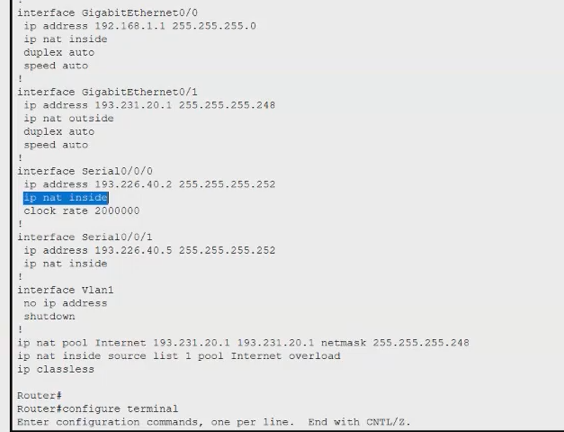 !
interface GigabitEthernet0/0
ip address 192.168.1.1 255.255.255.0
ip nat inside
duplex auto
speed auto
!
interface GigabitEthernet0/1
ip address 193.231.20.1 255.255.255.248
ip nat outside
duplex auto
speed auto
!
interface Serial0/0/0
ip address 193.226.40.2 255.255.255.252
ip nat inside
clock rate 2000000
!
interface Serial0/0/1
ip address 193.226.40.5 255.255.255.252
ip nat inside
!
interface Vlan1
no ip address
shutdown
!
ip nat pool Internet 193.231.20.1 193.231.20.1 netmask 255.255.255.248
ip nat inside source list 1 pool Internet overload
ip classless
Router#
Router#configure terminal
Enter configuration commands, one per line. End with CNTL/Z.